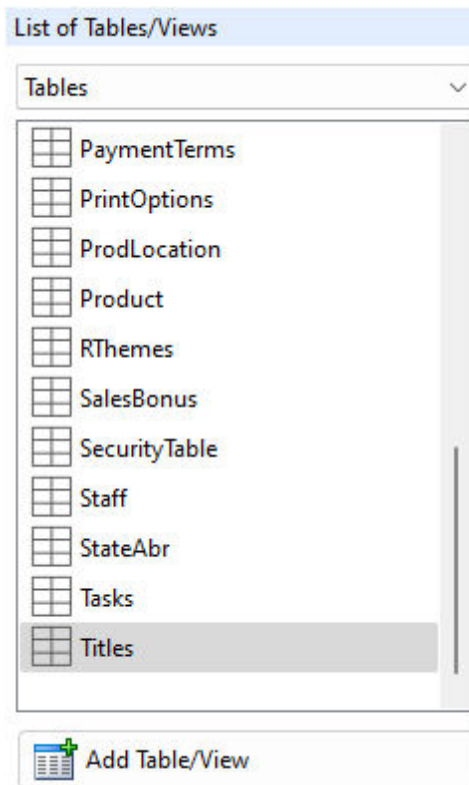 List of Tables/Views
Tables
PaymentTerms
PrintOptions
ProdLocation
Product
RThemes
SalesBonus
SecurityTable
Staff
StateAbr
Tasks
Titles
Add Table/View